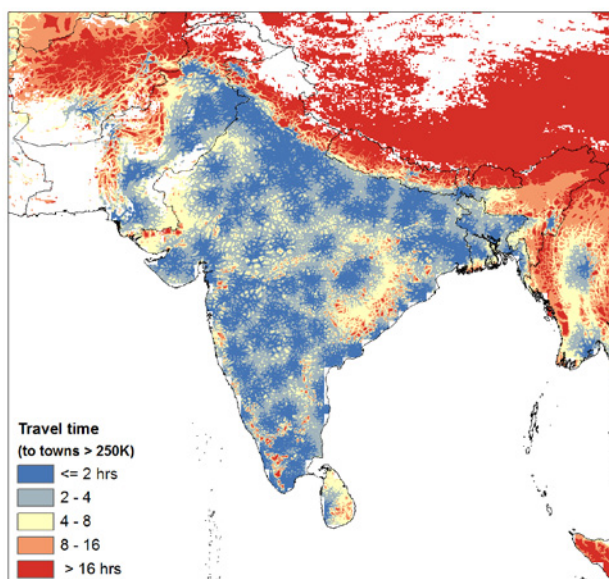 Travel time
(to towns > 250K)
<= 2 hrs
2 - 4
4 - 8
8 - 16
> 16 hrs